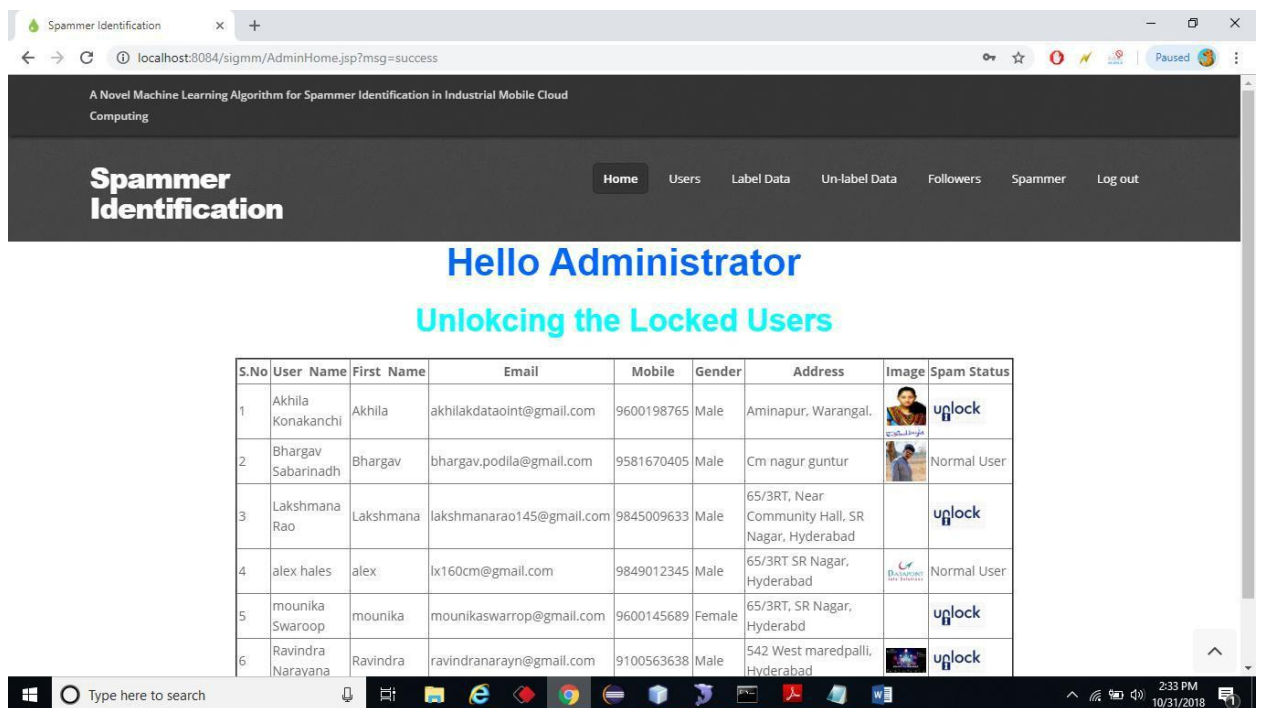 Spammer Identification
localhost:8084/sigmm/AdminHome.jsp?msg=success
Paused
A Novel Machine Learning Algorithm for Spammer Identification in Industrial Mobile Cloud
Computing
Spammer
Identification
Home Users Label Data Un-label Data Followers Spammer Log out
Hello Administrator
Unlokcing the Locked Users
S.No User Name First Name Email Mobile Gender Address Image Spam Status
1 Akhila Konakanchi Akhila akhilakdataoint@gmail.com 9600198765 Male Aminapur, Warangal. unlock
2 Bhargav Sabarinadh Bhargav bhargav.podila@gmail.com 9581670405 Male Cm nagur guntur Normal User
3 Lakshmana Rao Lakshmana lakshmanarao145@gmail.com 9845009633 Male 65/3RT, Near Community Hall, SR Nagar, Hyderabad unlock
4 alex hales alex lx160cm@gmail.com 9849012345 Male 65/3RT SR Nagar, Hyderabad DATAPOINT Normal User
5 mounika Swaroop mounika mounikaswarrop@gmail.com 9600145689 Female 65/3RT, SR Nagar, Hyderabd unlock
6 Ravindra Narayana Ravindra ravindranarayn@gmail.com 9100563638 Male 542 West maredpalli, Hyderabad unlock
Type here to search
2:33 PM
10/31/2018